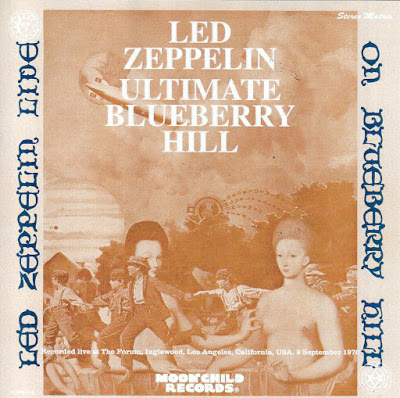 Stereo Matrix
LED
ZEPPELIN
ULTIMATE
BLUEBERRY
HILL
LED ZEPPELIN LIVE
ON BLUEBERRY HILL
Recorded live at The Forum, Inglewood, Los Angeles, California, USA. 9 September 1970
MOONCHILD
RECORDS